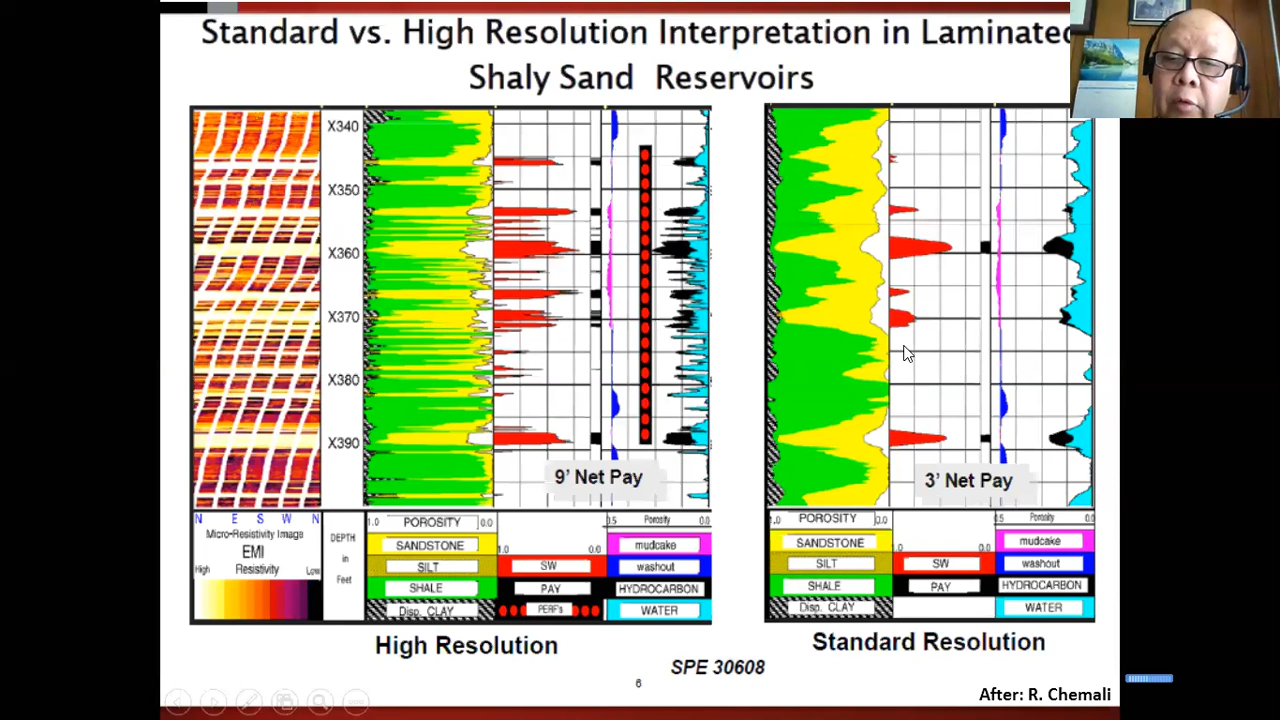 Standard vs. High Resolution Interpretation in Laminated
Shaly Sand Reservoirs
X340
X350
X360
X370
X380
X390
9' Net Pay
3' Net Pay
N E S W N
Micro-Resistivity Image
EMI
High Resistivity Low
DEPTH
in
Feet
1.0 POROSITY 0.0
SANDSTONE
SILT
SHALE
Disp. CLAY
1.0 0.0
SW
PAY
PERF's
0.5 Porosity 0.0
mudcake
washout
HYDROCARBON
WATER
1.0 POROSITY 0.0
SANDSTONE
SILT
SHALE
Disp. CLAY
1.0 0.0
SW
PAY
0.5 Porosity 0.0
mudcake
washout
HYDROCARBON
WATER
High Resolution
Standard Resolution
SPE 30608
6
After: R. Chemali